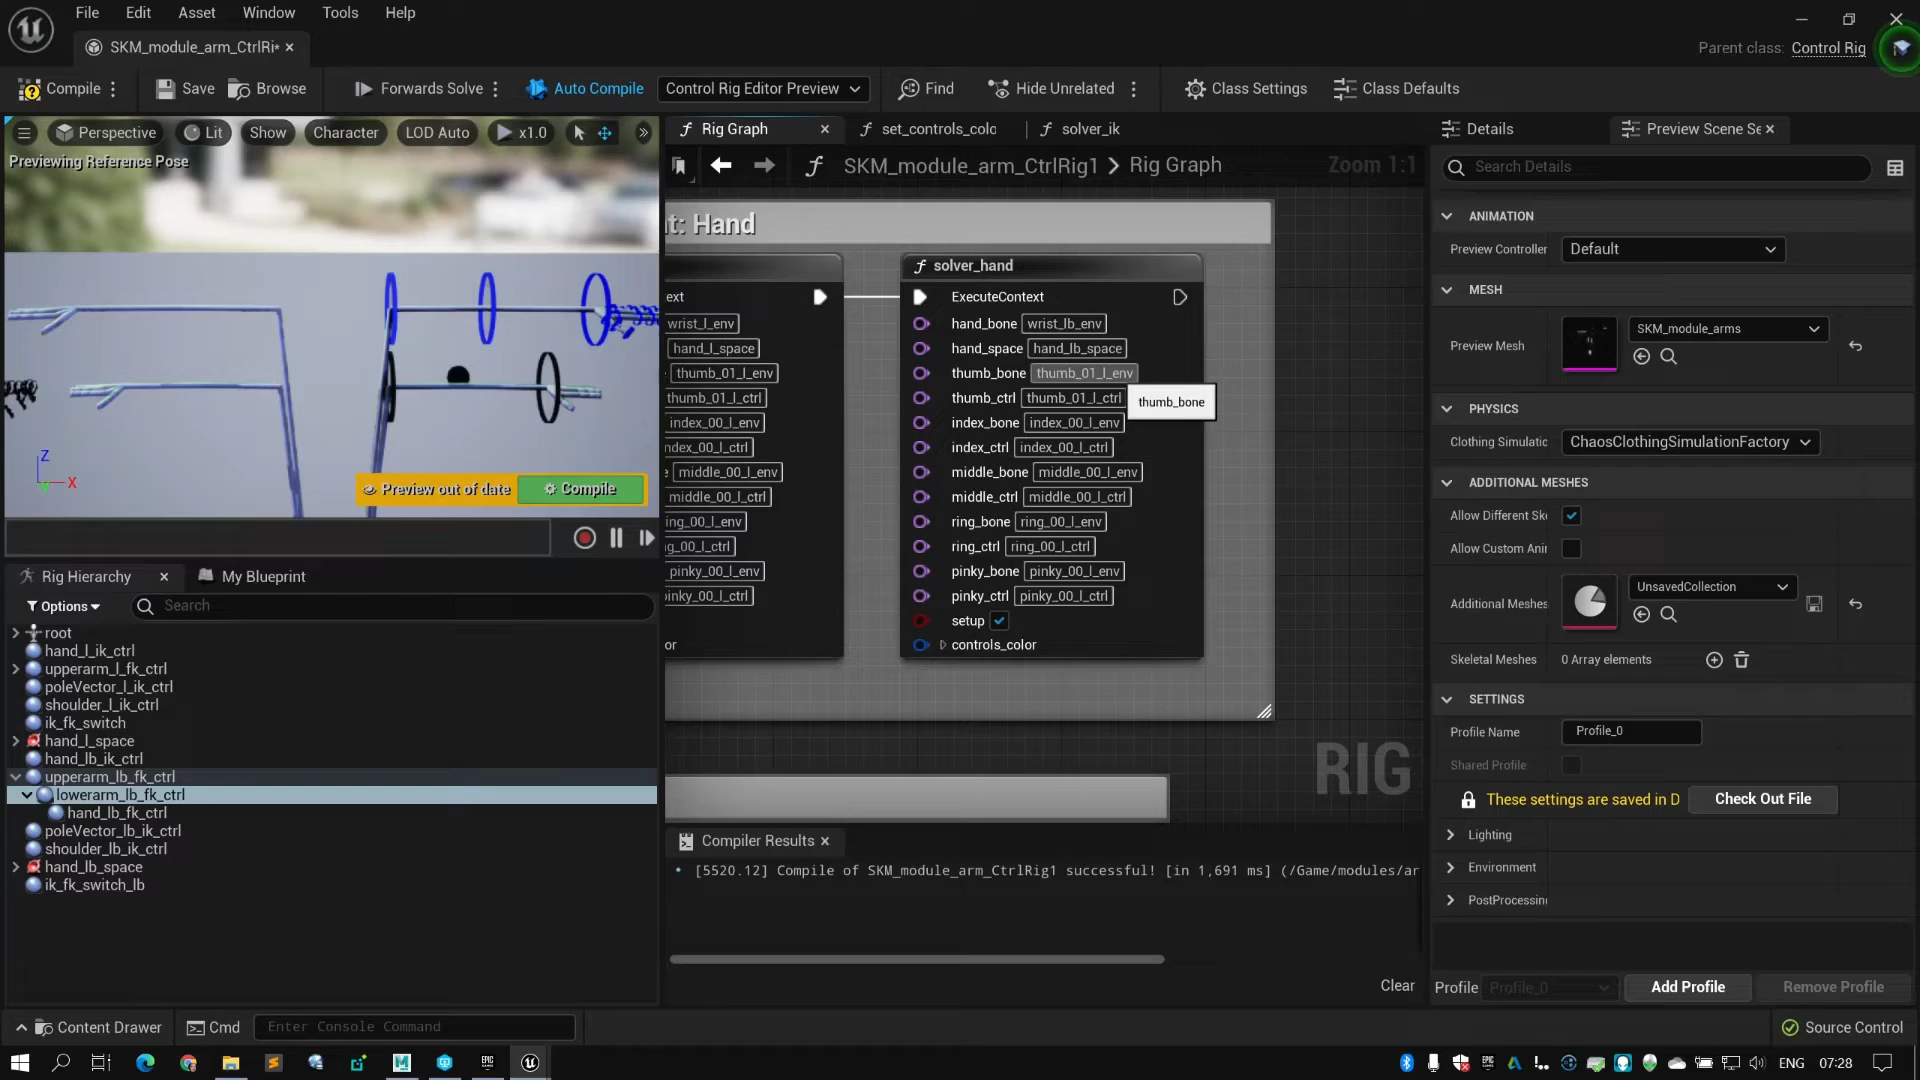 File Edit Asset Window Tools Help
SKM_module_arm_CtrlRi*
Parent class: Control Rig
Compile Save Browse Forwards Solve Auto Compile Control Rig Editor Preview Find Hide Unrelated Class Settings Class Defaults
Perspective Lit Show Character LOD Auto x1.0
Previewing Reference Pose
Z
X
Y
Preview out of date Compile
Rig Hierarchy My Blueprint
Options Search
root
hand_l_ik_ctrl
upperarm_l_fk_ctrl
poleVector_l_ik_ctrl
shoulder_l_ik_ctrl
ik_fk_switch
hand_l_space
hand_lb_ik_ctrl
upperarm_lb_fk_ctrl
lowerarm_lb_fk_ctrl
hand_lb_fk_ctrl
poleVector_lb_ik_ctrl
shoulder_lb_ik_ctrl
hand_lb_space
ik_fk_switch_lb
Rig Graph set_controls_colo solver_ik
SKM_module_arm_CtrlRig1 > Rig Graph Zoom 1:1
t: Hand
ext
wrist_l_env
hand_l_space
thumb_01_l_env
thumb_01_l_ctrl
index_00_l_env
ndex_00_l_ctrl
middle_00_l_env
middle_00_l_ctrl
ing_00_l_env
g_00_l_ctrl
pinky_00_l_env
inky_00_l_ctrl
or
solver_hand
ExecuteContext
hand_bone wrist_lb_env
hand_space hand_lb_space
thumb_bone thumb_01_l_env
thumb_ctrl thumb_01_l_ctrl
thumb_bone
index_bone index_00_l_env
index_ctrl index_00_l_ctrl
middle_bone middle_00_l_env
middle_ctrl middle_00_l_ctrl
ring_bone ring_00_l_env
ring_ctrl ring_00_l_ctrl
pinky_bone pinky_00_l_env
pinky_ctrl pinky_00_l_ctrl
setup
controls_color
RIG
Compiler Results
[5520.12] Compile of SKM_module_arm_CtrlRig1 successful! [in 1,691 ms] (/Game/modules/ar
Clear
Details Preview Scene Se
Search Details
ANIMATION
Preview Controller Default
MESH
Preview Mesh SKM_module_arms
PHYSICS
Clothing Simulatic ChaosClothingSimulationFactory
ADDITIONAL MESHES
Allow Different Ske
Allow Custom Anir
Additional Meshes UnsavedCollection
Skeletal Meshes 0 Array elements
SETTINGS
Profile Name Profile_0
Shared Profile
These settings are saved in D Check Out File
Lighting
Environment
PostProcessing
Profile Profile_0 Add Profile Remove Profile
Content Drawer Cmd Enter Console Command Source Control
ENG 07:28